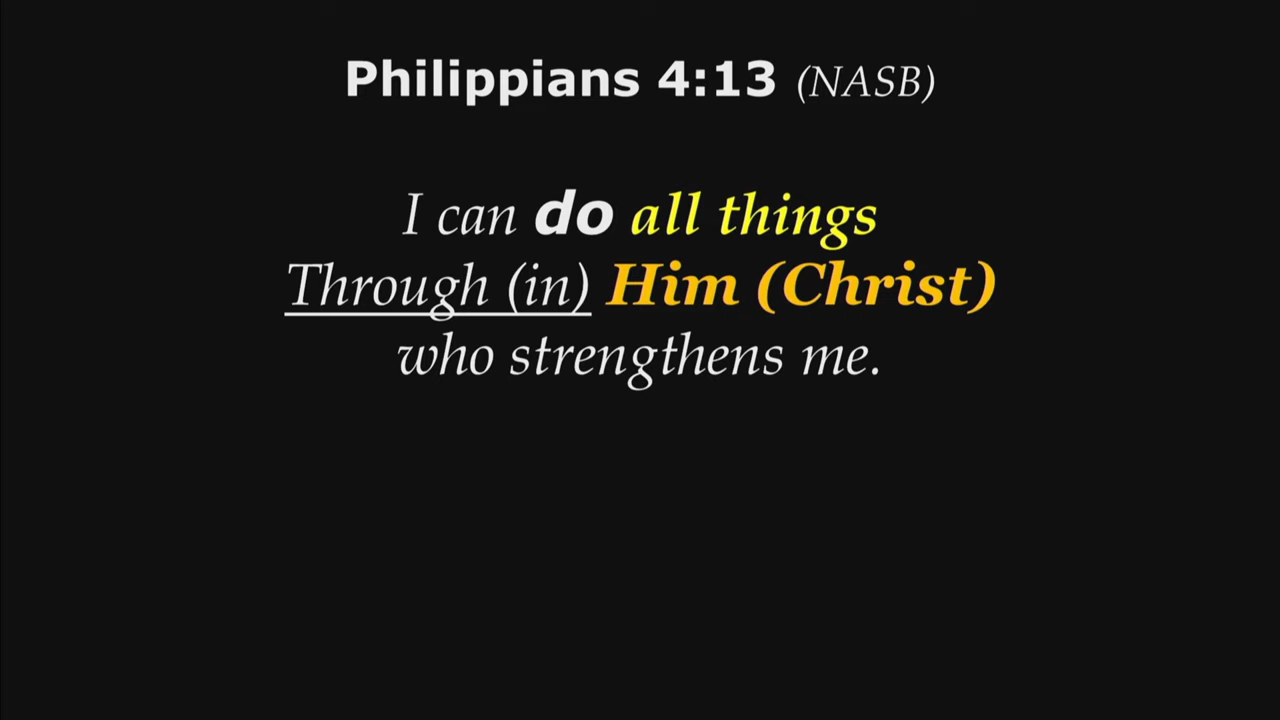 Philippians 4:13 (NASB)
I can do all things
Through (in) Him (Christ)
who strengthens me.